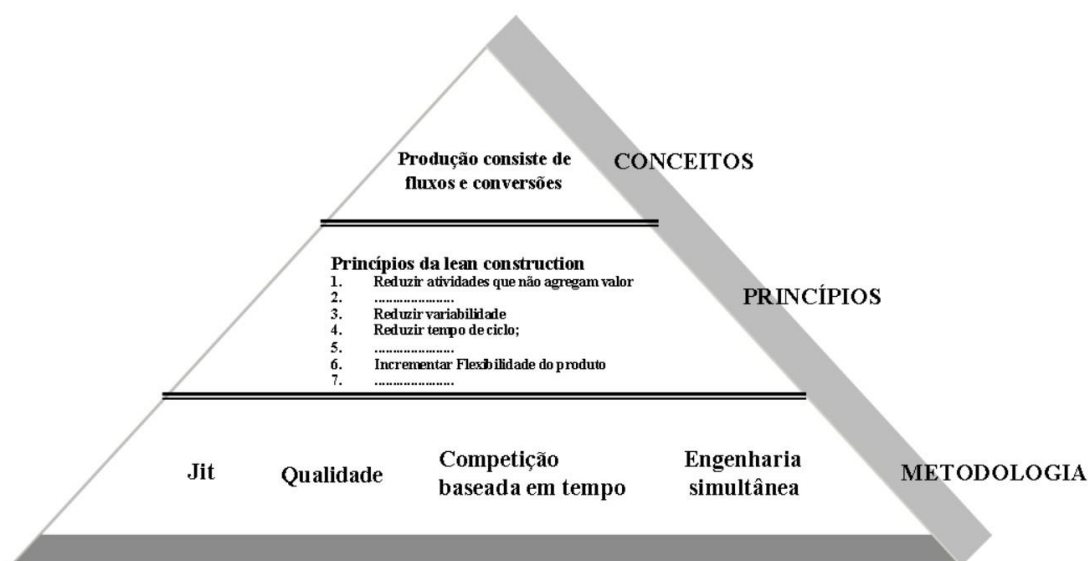 Produção consiste de
fluxos e conversões
CONCEITOS
Princípios da lean construction
1. Reduzir atividades que não agregam valor
2. ......................
3. Reduzir variabilidade
4. Reduzir tempo de ciclo;
5. ......................
6. Incrementar Flexibilidade do produto
7. ......................
PRINCÍPIOS
Jit
Qualidade
Competição
baseada em tempo
Engenharia
simultânea
METODOLOGIA